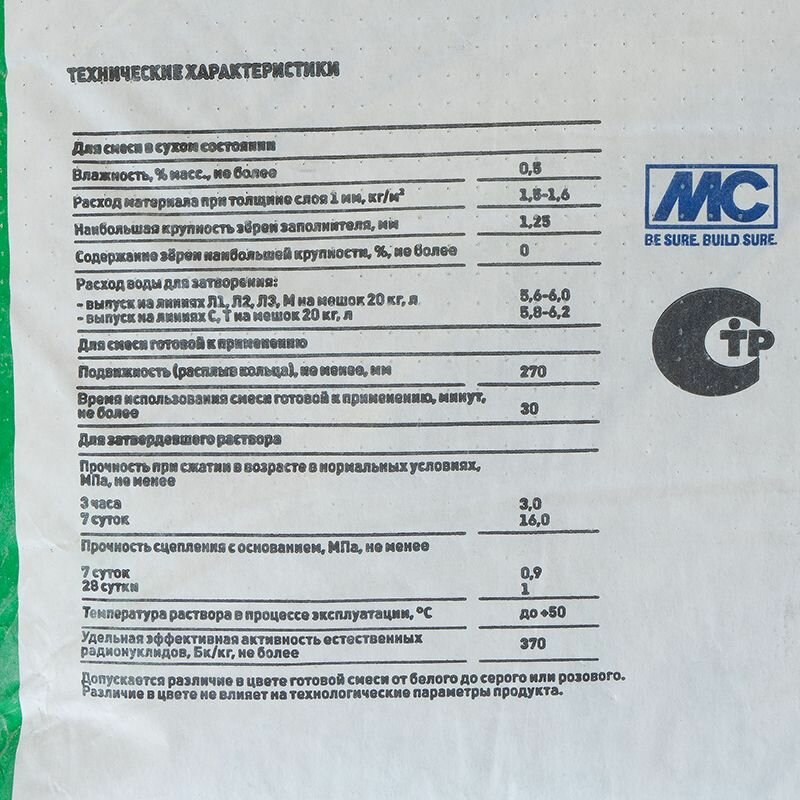 ТЕХНИЧЕСКИЕ ХАРАКТЕРИСТИКИ
Для смеси в сухом состоянии
Влажность, % масс., не более 0,5
Расход материала при толщине слоя 1 мм, кг/м² 1,5-1,6
Наибольшая крупность зёрен заполнителя, мм 1,25
Содержание зёрен наибольшей крупности, %, не более 0
Расход воды для затворения:
- выпуск на линиях Л1, Л2, Л3, М на мешок 20 кг, л 5,6-6,0
- выпуск на линиях С, Т на мешок 20 кг, л 5,8-6,2
Для смеси готовой к применению
Подвижность (расплыв кольца), не менее, мм 270
Время использования смеси готовой к применению, минут,
не более 30
Для затвердевшего раствора
Прочность при сжатии в возрасте в нормальных условиях,
МПа, не менее
3 часа 3,0
7 суток 16,0
Прочность сцепления с основанием, МПа, не менее
7 суток 0,9
28 сутки 1
Температура раствора в процессе эксплуатации, °С до +50
Удельная эффективная активность естественных
радионуклидов, Бк/кг, не более 370
Допускается различие в цвете готовой смеси от белого до серого или розового.
Различие в цвете не влияет на технологические параметры продукта.
MC
BE SURE. BUILD SURE.
СТР